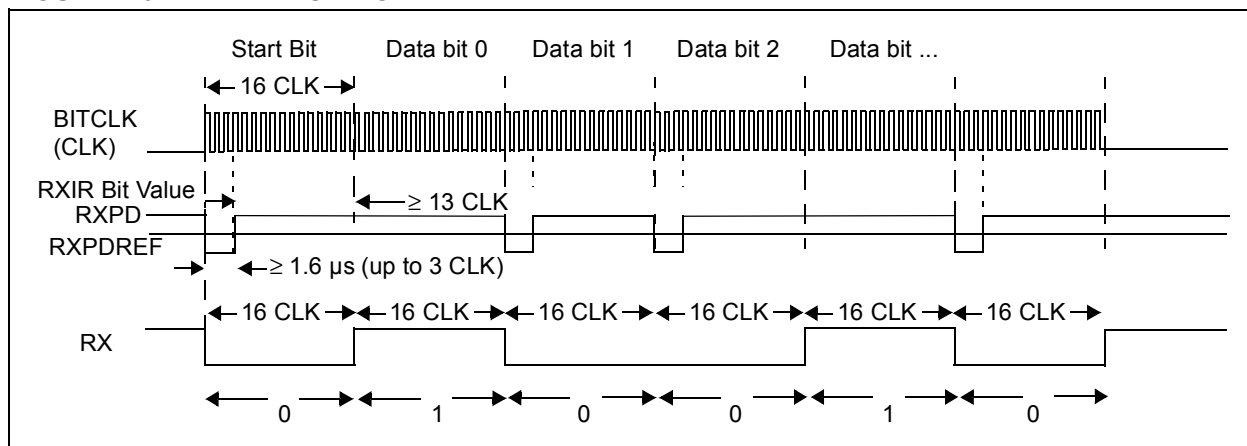 Start Bit Data bit 0 Data bit 1 Data bit 2 Data bit ...
16 CLK
BITCLK
(CLK)
RXIR Bit Value
≥ 13 CLK
RXPD
RXPDREF
≥ 1.6 µs (up to 3 CLK)
16 CLK 16 CLK 16 CLK 16 CLK 16 CLK 16 CLK
RX
0 1 0 0 1 0